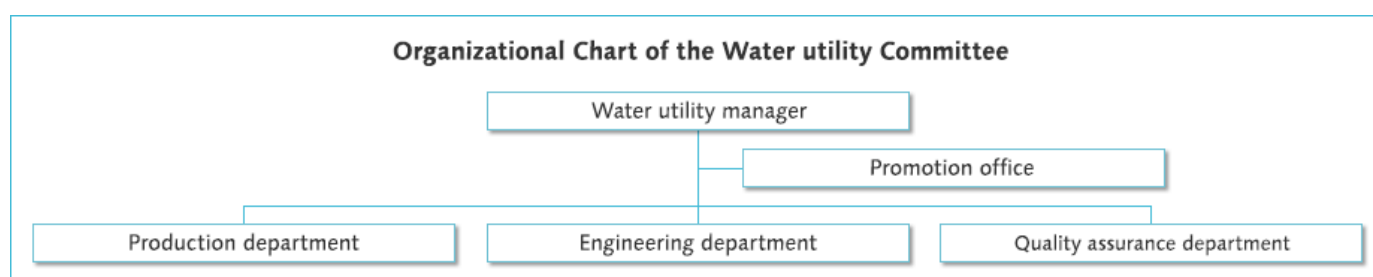 Organizational Chart of the Water utility Committee
Water utility manager
Promotion office
Production department
Engineering department
Quality assurance department